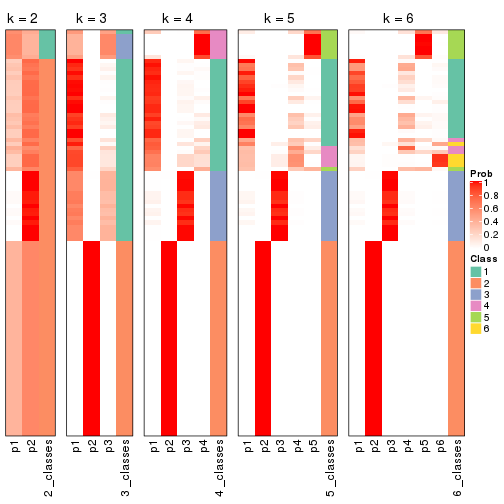 k = 2
k = 3
k = 4
k = 5
k = 6
Prob
1
0.8
0.6
0.4
0.2
0
Class
1
2
3
4
5
6
p1
p2
2_classes
p1
p2
p3
3_classes
p1
p2
p3
p4
4_classes
p1
p2
p3
p4
p5
5_classes
p1
p2
p3
p4
p5
p6
6_classes